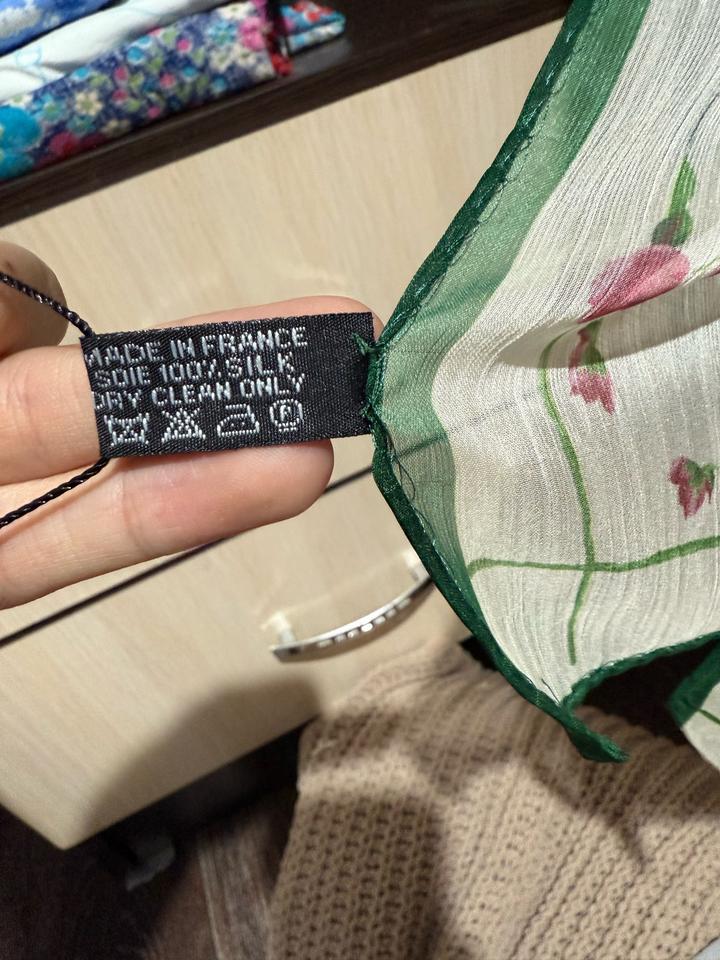 MADE IN FRANCE
SOIE 100% SILK
DRY CLEAN ONLY
P